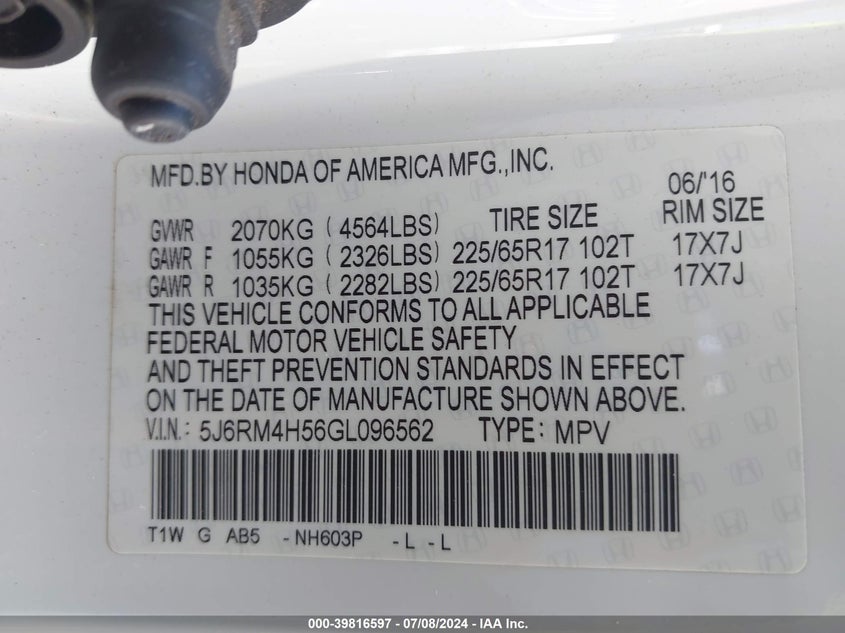 MFD.BY HONDA OF AMERICA MFG.,INC. 06/'16
GVWR 2070KG (4564LBS) TIRE SIZE RIM SIZE
GAWR F 1055KG (2326LBS) 225/65R17 102T 17X7J
GAWR R 1035KG (2282LBS) 225/65R17 102T 17X7J
THIS VEHICLE CONFORMS TO ALL APPLICABLE
FEDERAL MOTOR VEHICLE SAFETY
AND THEFT PREVENTION STANDARDS IN EFFECT
ON THE DATE OF MANUFACTURE SHOWN ABOVE.
V.I.N.: 5J6RM4H56GL096562 TYPE: MPV
T1W G AB5 -NH603P -L -L
000-39816597 - 07/08/2024 - IAA Inc.